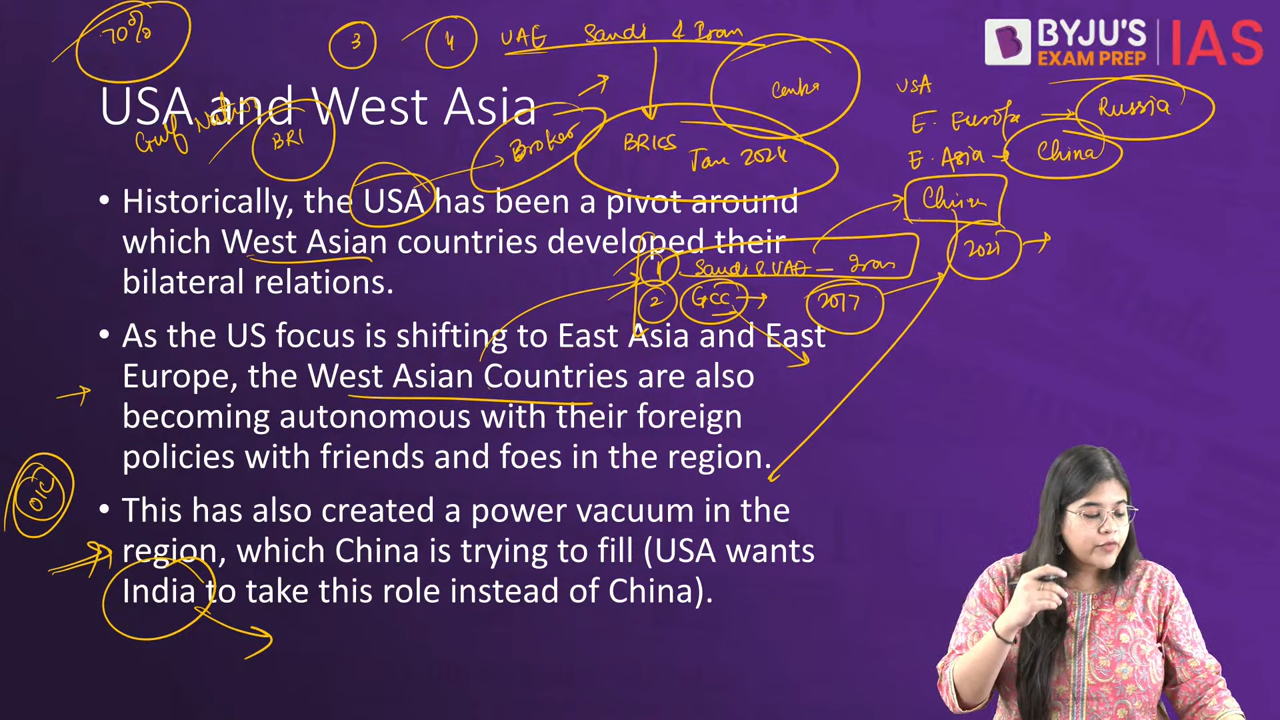 70%
3
4
UAE Saudi & Iran
BYJU'S
EXAM PREP
IAS
USA and West Asia
Gulf Nation
BRI
Broker
BRICS
Jan 2024
USA
E. Europe → Russia
E. Asia → China
China
• Historically, the USA has been a pivot around
which West Asian countries developed their
bilateral relations.
1 Saudi & UAE – Iran
2021
2 GCC → 2017
• As the US focus is shifting to East Asia and East
Europe, the West Asian Countries are also
becoming autonomous with their foreign
policies with friends and foes in the region.
OIC
• This has also created a power vacuum in the
region, which China is trying to fill (USA wants
India to take this role instead of China).